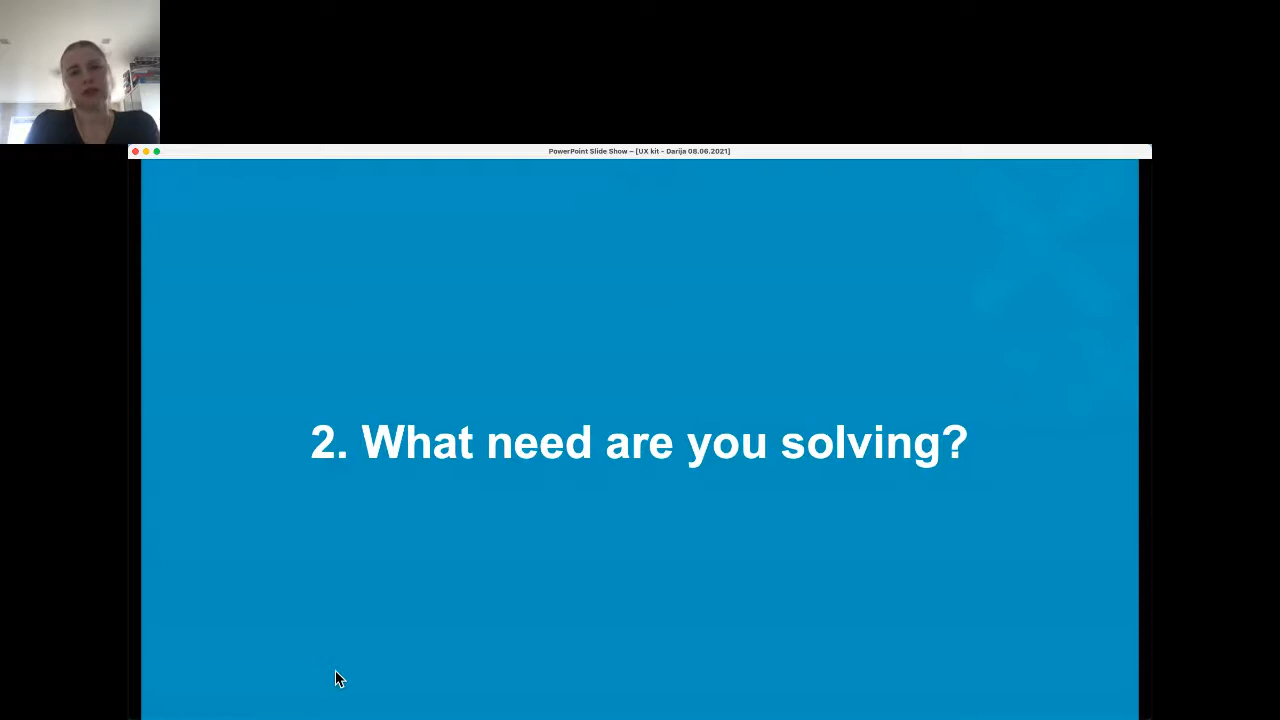 PowerPoint Slide Show – [UX kit - Darija 08.06.2021]
2. What need are you solving?